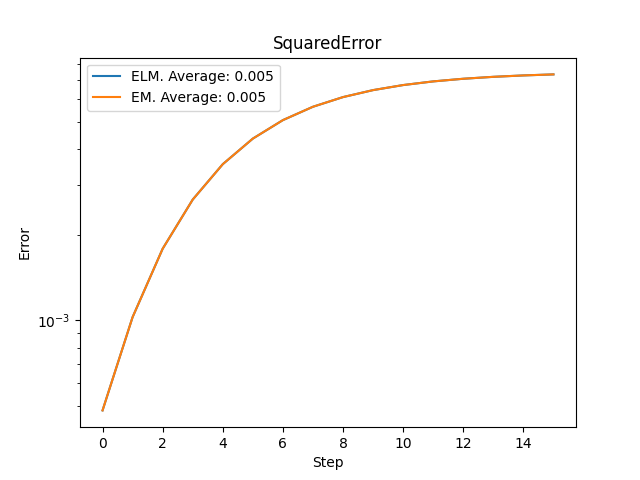 SquaredError
ELM. Average: 0.005
EM. Average: 0.005
Error
10⁻³
0 2 4 6 8 10 12 14
Step